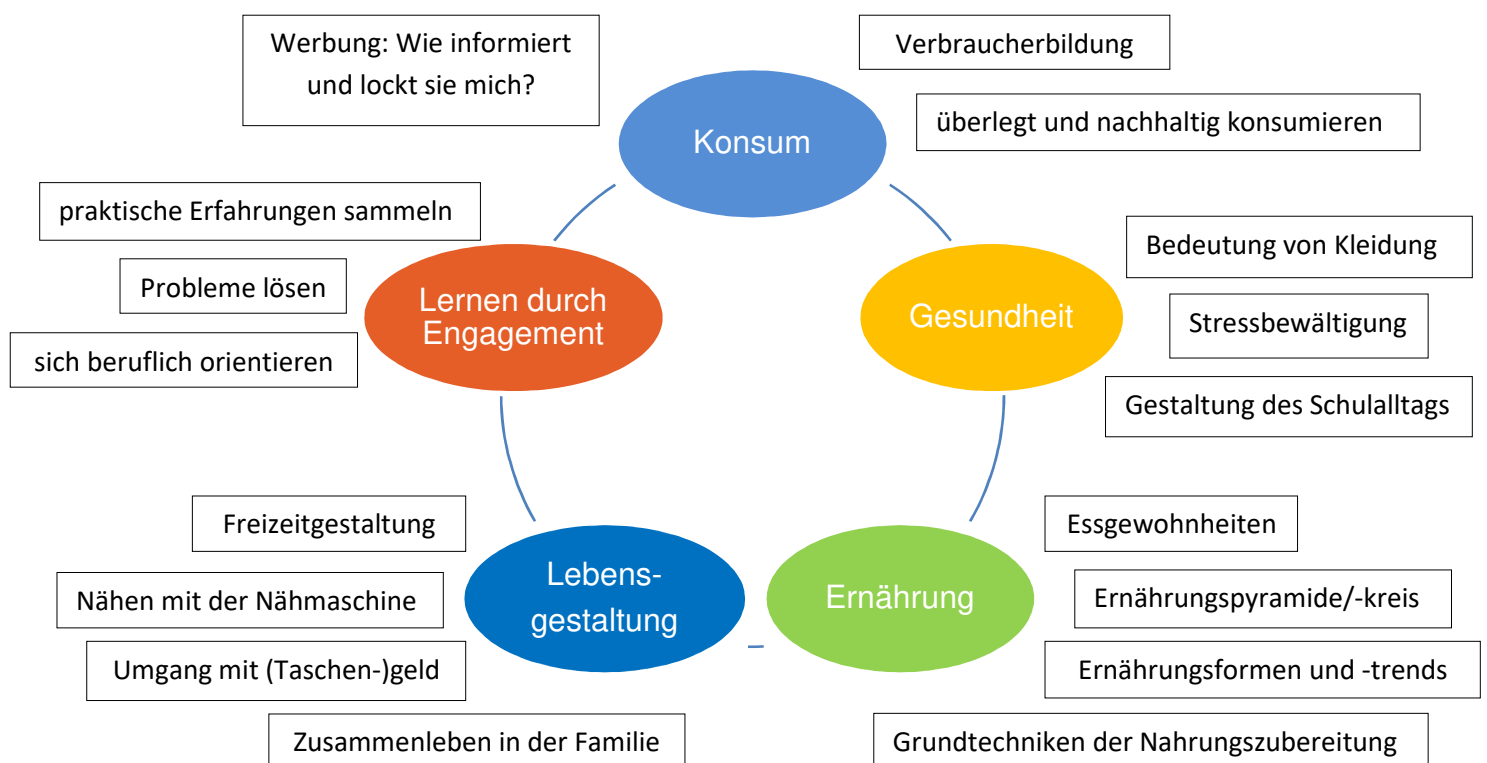 Werbung: Wie informiert
und lockt sie mich?
Verbraucherbildung
überlegt und nachhaltig konsumieren
Konsum
praktische Erfahrungen sammeln
Probleme lösen
sich beruflich orientieren
Lernen durch
Engagement
Gesundheit
Bedeutung von Kleidung
Stressbewältigung
Gestaltung des Schulalltags
Freizeitgestaltung
Nähen mit der Nähmaschine
Umgang mit (Taschen-)geld
Zusammenleben in der Familie
Lebens-
gestaltung
Ernährung
Essgewohnheiten
Ernährungspyramide/-kreis
Ernährungsformen und -trends
Grundtechniken der Nahrungszubereitung